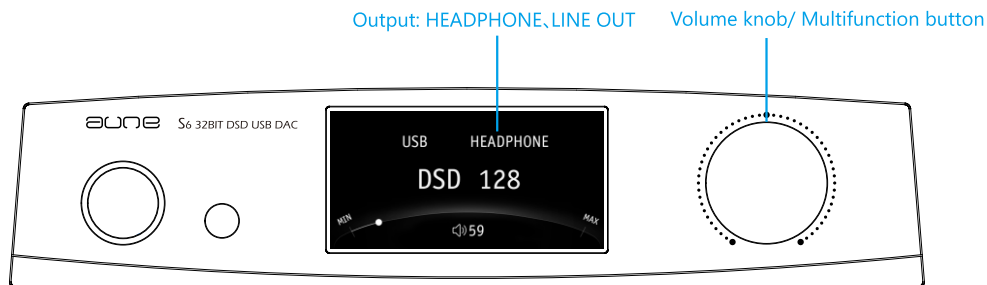 Output: HEADPHONE、LINE OUT
Volume knob/ Multifunction button
aune S6 32BIT DSD USB DAC
USB HEADPHONE
DSD 128
MIN MAX
59